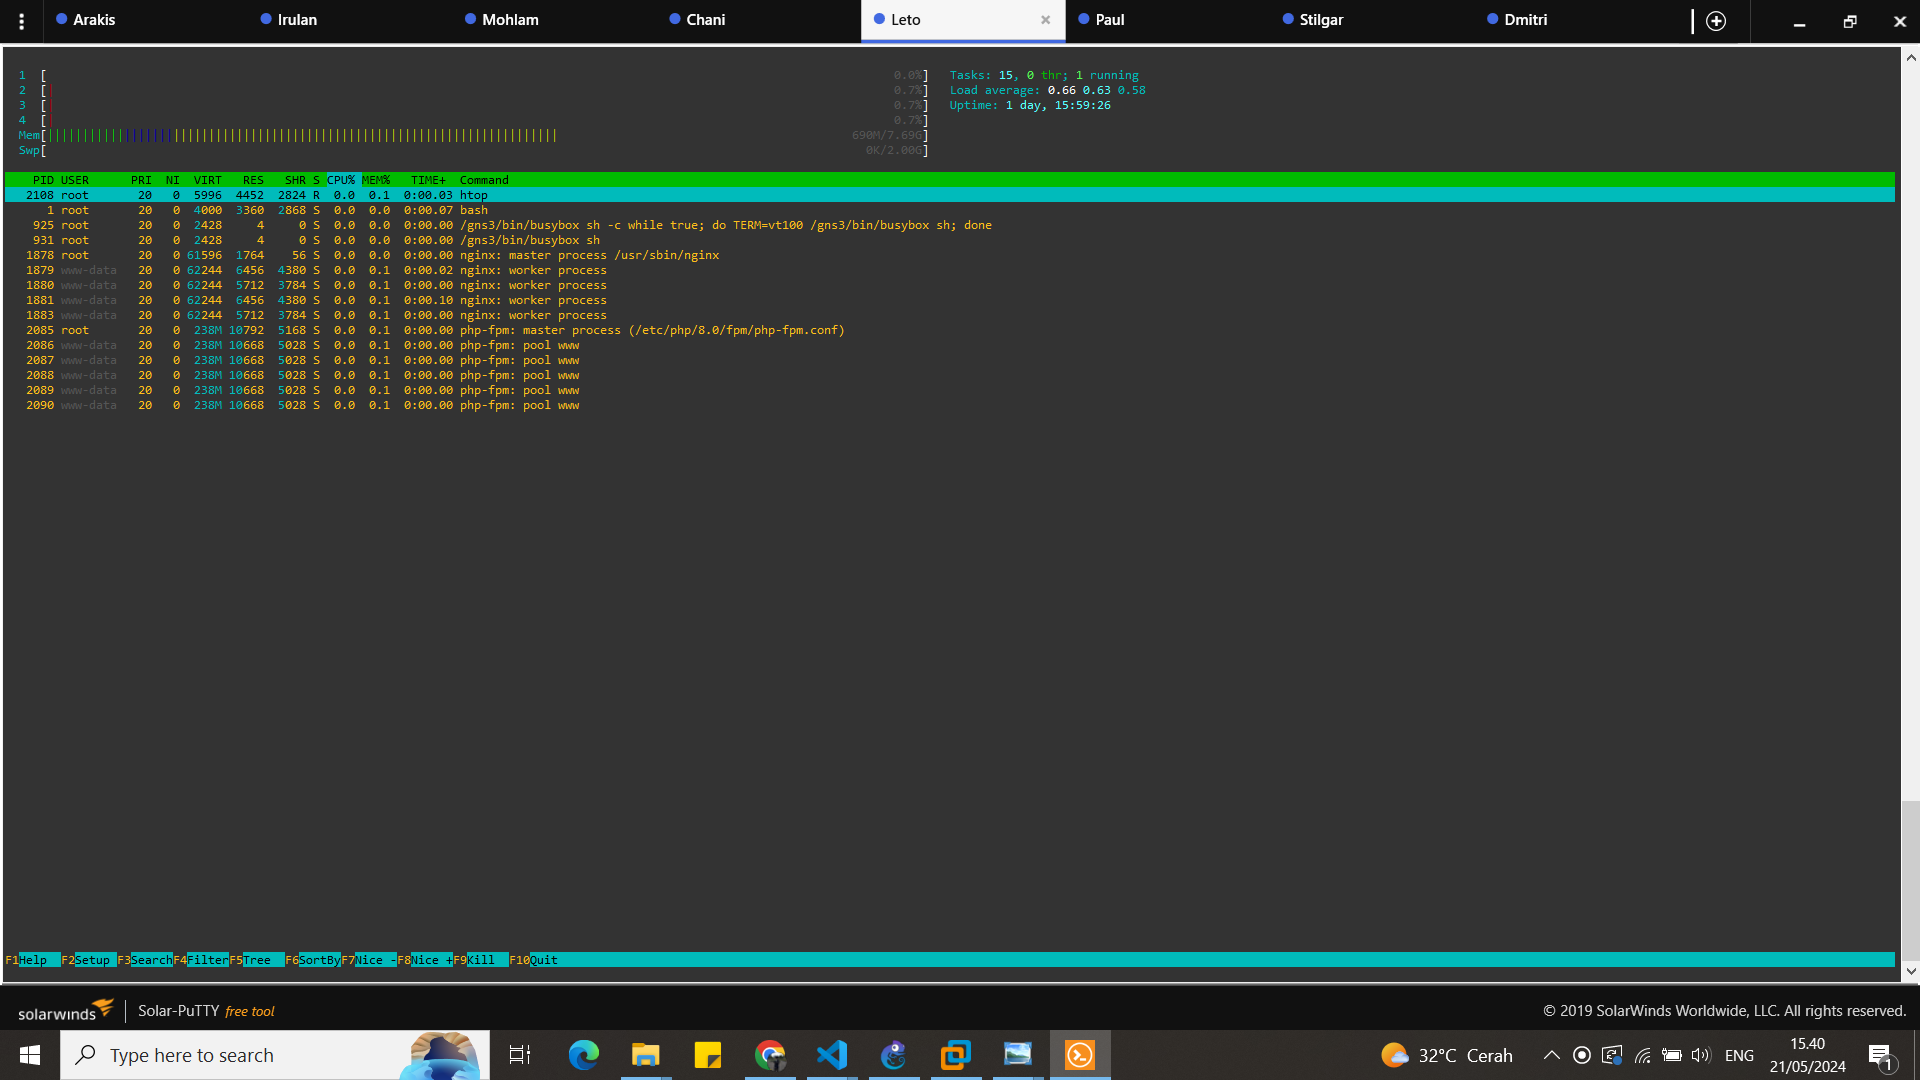 Arakis Irulan Mohlam Chani Leto × Paul Stilgar Dmitri
1 [ 0.0%] Tasks: 15, 0 thr; 1 running
2 [ 0.7%] Load average: 0.66 0.63 0.58
3 [ 0.7%] Uptime: 1 day, 15:59:26
4 [ 0.7%]
Mem[ 690M/7.69G]
Swp[ 0K/2.00G]
PID USER PRI NI VIRT RES SHR S CPU% MEM% TIME+ Command
2108 root 20 0 5996 4452 2824 R 0.0 0.1 0:00.03 htop
1 root 20 0 4000 3360 2868 S 0.0 0.0 0:00.07 bash
925 root 20 0 2428 4 0 S 0.0 0.0 0:00.00 /gns3/bin/busybox sh -c while true; do TERM=vt100 /gns3/bin/busybox sh; done
931 root 20 0 2428 4 0 S 0.0 0.0 0:00.00 /gns3/bin/busybox sh
1878 root 20 0 61596 1764 56 S 0.0 0.0 0:00.00 nginx: master process /usr/sbin/nginx
1879 www-data 20 0 62244 6456 4380 S 0.0 0.1 0:00.02 nginx: worker process
1880 www-data 20 0 62244 5712 3784 S 0.0 0.1 0:00.00 nginx: worker process
1881 www-data 20 0 62244 6456 4380 S 0.0 0.1 0:00.10 nginx: worker process
1883 www-data 20 0 62244 5712 3784 S 0.0 0.1 0:00.00 nginx: worker process
2085 root 20 0 238M 10792 5168 S 0.0 0.1 0:00.00 php-fpm: master process (/etc/php/8.0/fpm/php-fpm.conf)
2086 www-data 20 0 238M 10668 5028 S 0.0 0.1 0:00.00 php-fpm: pool www
2087 www-data 20 0 238M 10668 5028 S 0.0 0.1 0:00.00 php-fpm: pool www
2088 www-data 20 0 238M 10668 5028 S 0.0 0.1 0:00.00 php-fpm: pool www
2089 www-data 20 0 238M 10668 5028 S 0.0 0.1 0:00.00 php-fpm: pool www
2090 www-data 20 0 238M 10668 5028 S 0.0 0.1 0:00.00 php-fpm: pool www
F1Help F2Setup F3SearchF4FilterF5Tree F6SortByF7Nice -F8Nice +F9Kill F10Quit
solarwinds Solar-PuTTY free tool © 2019 SolarWinds Worldwide, LLC. All rights reserved.
Type here to search 32°C Cerah ENG 15.40
21/05/2024 1